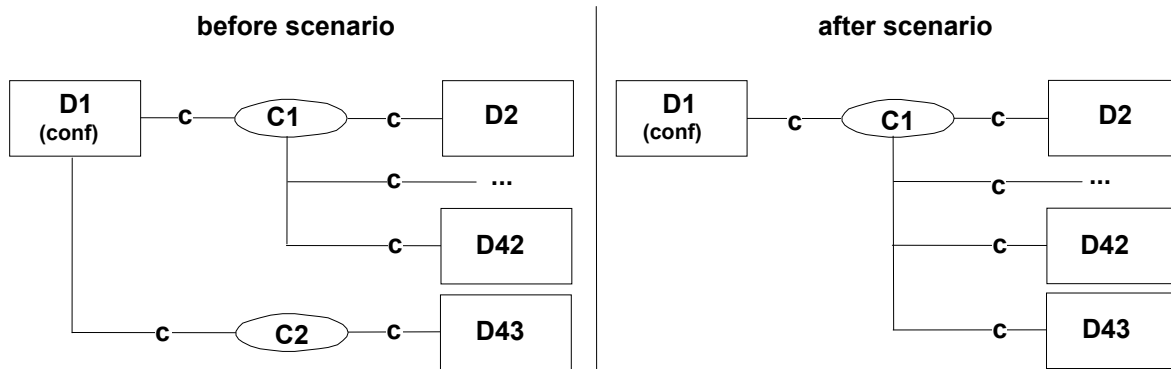 before scenario
after scenario
D1
(conf)
c
C1
c
D2
c
...
c
D42
c
C2
c
D43
D1
(conf)
c
C1
c
D2
c
...
c
D42
c
D43